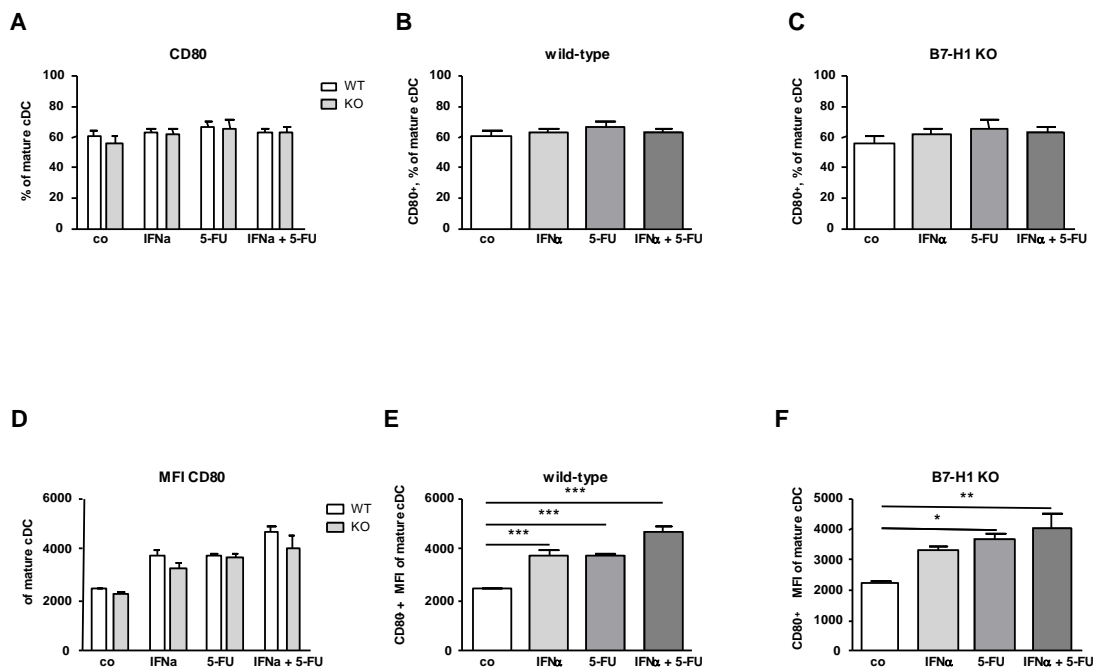 A
CD80
% of mature cDC
100
80
60
40
20
0
co
IFNa
5-FU
IFNa + 5-FU
WT
KO
B
wild-type
CD80+, % of mature cDC
100
80
60
40
20
0
co
IFNα
5-FU
IFNα + 5-FU
C
B7-H1 KO
CD80+, % of mature cDC
100
80
60
40
20
0
co
IFNα
5-FU
IFNα + 5-FU
D
MFI CD80
of mature cDC
6000
4000
2000
0
co
IFNa
5-FU
IFNa + 5-FU
WT
KO
E
wild-type
CD80+ + MFI of mature cDC
6000
4000
2000
0
***
***
***
co
IFNα
5-FU
IFNα + 5-FU
F
B7-H1 KO
CD80+ MFI of mature cDC
5000
4000
3000
2000
1000
0
**
*
co
IFNα
5-FU
IFNα + 5-FU